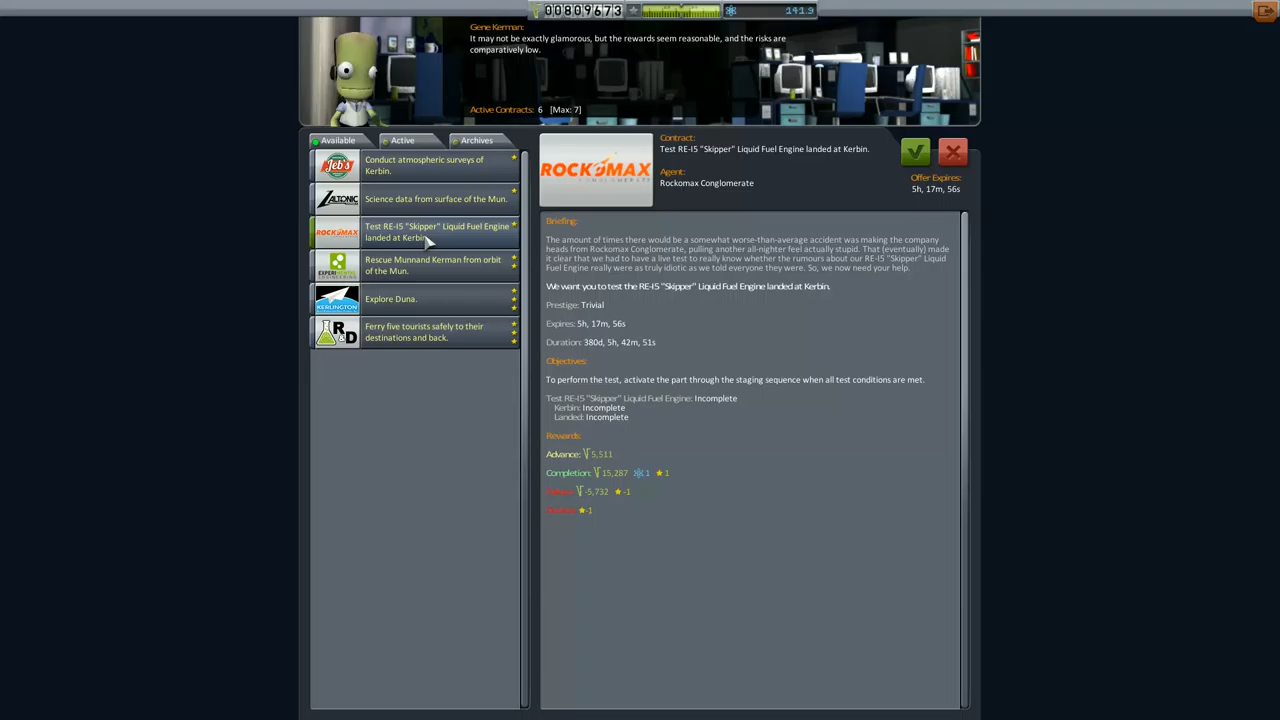 00809673
141.9
Gene Kerman:
It may not be exactly glamorous, but the rewards seem reasonable, and the risks are
comparatively low.
Active Contracts: 6 [Max: 7]
Available
Active
Archives
Jeb's
Conduct atmospheric surveys of
Kerbin.
ZALTONIC
Science data from surface of the Mun.
ROCKOMAX
Test RE-I5 "Skipper" Liquid Fuel Engine
landed at Kerbin.
EXPERIMENTAL
ENGINEERING
Rescue Munnand Kerman from orbit
of the Mun.
KERLINGTON
Explore Duna.
R&D
Ferry five tourists safely to their
destinations and back.
ROCKOMAX
CONGLOMERATE
Contract:
Test RE-I5 "Skipper" Liquid Fuel Engine landed at Kerbin.
Agent:
Rockomax Conglomerate
Offer Expires:
5h, 17m, 56s
Briefing:
The amount of times there would be a somewhat worse-than-average accident was making the company
heads from Rockomax Conglomerate, pulling another all-nighter feel actually stupid. That (eventually) made
it clear that we had to have a live test to really know whether the rumours about our RE-I5 "Skipper" Liquid
Fuel Engine really were as truly idiotic as we told everyone they were. So, we now need your help.
We want you to test the RE-I5 "Skipper" Liquid Fuel Engine landed at Kerbin.
Prestige: Trivial
Expires: 5h, 17m, 56s
Duration: 380d, 5h, 42m, 51s
Objectives:
To perform the test, activate the part through the staging sequence when all test conditions are met.
Test RE-I5 "Skipper" Liquid Fuel Engine: Incomplete
Kerbin: Incomplete
Landed: Incomplete
Rewards:
Advance: 5,511
Completion: 15,287 1 1
-5,732 -1
-1